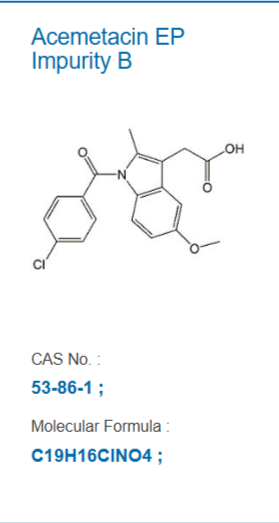 Acemetacin EP
Impurity B
OH
O
N
O
O
Cl
CAS No. :
53-86-1 ;
Molecular Formula :
C19H16ClNO4 ;